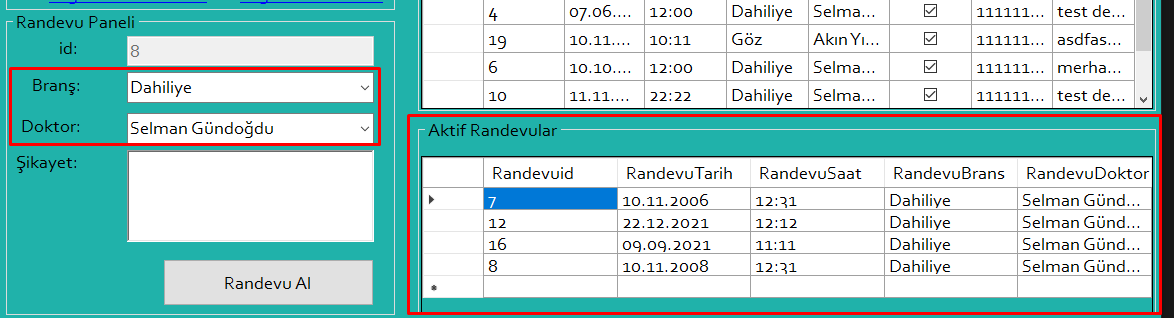 Randevu Paneli
id: 8
Branş: Dahiliye
Doktor: Selman Gündoğdu
Şikayet:
Randevu Al
4 07.06.... 12:00 Dahiliye Selma... 111111... test de...
19 10.11.... 10:11 Göz Akın Yı... 111111... asdfas...
6 10.10.... 12:00 Dahiliye Selma... 111111... merha...
10 11.11.... 22:22 Dahiliye Selma... 111111... test de...
Aktif Randevular
Randevuid RandevuTarih RandevuSaat RandevuBrans RandevuDoktor
7 10.11.2006 12:31 Dahiliye Selman Günd...
12 22.12.2021 12:12 Dahiliye Selman Günd...
16 09.09.2021 11:11 Dahiliye Selman Günd...
8 10.11.2008 12:31 Dahiliye Selman Günd...